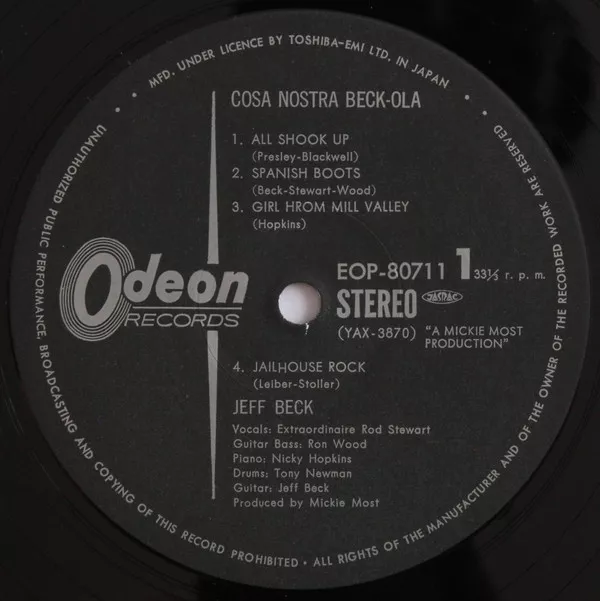 MFD. UNDER LICENCE BY TOSHIBA-EMI LTD. IN JAPAN
COSA NOSTRA BECK-OLA
1. ALL SHOOK UP
(Presley-Blackwell)
2. SPANISH BOOTS
(Beck-Stewart-Wood)
3. GIRL HROM MILL VALLEY
(Hopkins)
Odeon
RECORDS
EOP-80711 1 33⅓ r. p. m.
STEREO JASRAC
(YAX-3870) "A MICKIE MOST
PRODUCTION"
4. JAILHOUSE ROCK
(Leiber-Stoller)
JEFF BECK
Vocals: Extraordinaire Rod Stewart
Guitar Bass: Ron Wood
Piano: Nicky Hopkins
Drums: Tony Newman
Guitar: Jeff Beck
Produced by Mickie Most
UNAUTHORIZED PUBLIC PERFORMANCE, BROADCASTING AND COPYING OF THIS RECORD PROHIBITED • ALL RIGHTS OF THE MANUFACTURER AND OF THE OWNER OF THE RECORDED WORK ARE RESERVED